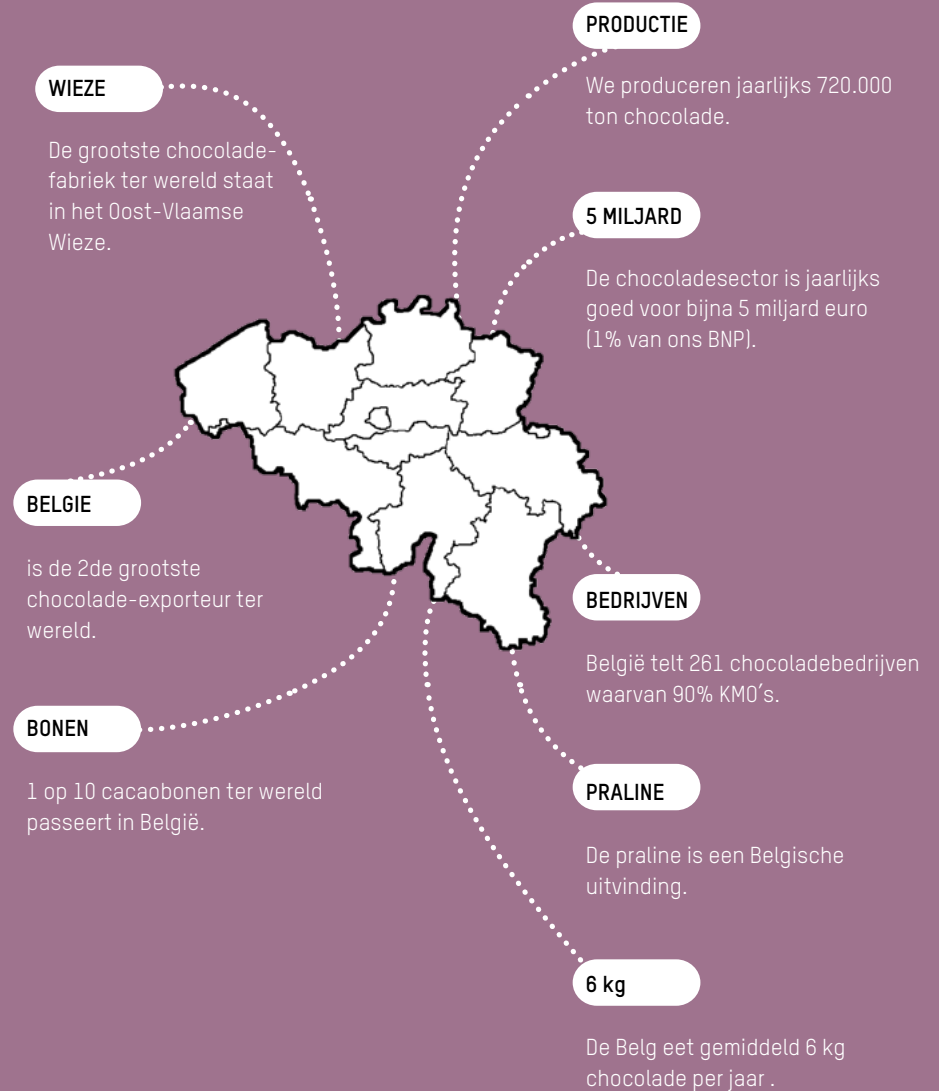 WIEZE
De grootste chocolade-
fabriek ter wereld staat
in het Oost-Vlaamse
Wieze.
BELGIE
is de 2de grootste
chocolade-exporteur ter
wereld.
BONEN
1 op 10 cacaobonen ter wereld
passeert in België.
PRODUCTIE
We produceren jaarlijks 720.000
ton chocolade.
5 MILJARD
De chocoladesector is jaarlijks
goed voor bijna 5 miljard euro
(1% van ons BNP).
BEDRIJVEN
België telt 261 chocoladebedrijven
waarvan 90% KMO´s.
PRALINE
De praline is een Belgische
uitvinding.
6 kg
De Belg eet gemiddeld 6 kg
chocolade per jaar .